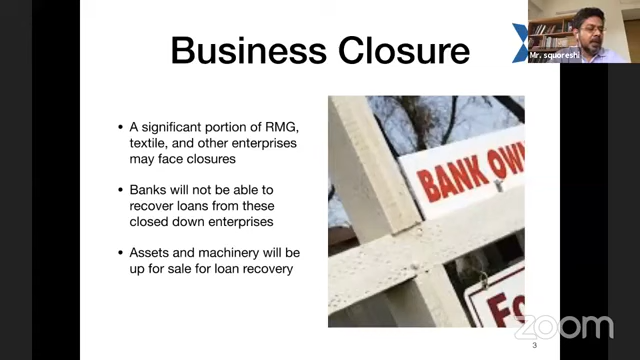 Business Closure
Mr. squoreshi
• A significant portion of RMG,
textile, and other enterprises
may face closures
• Banks will not be able to
recover loans from these
closed down enterprises
• Assets and machinery will be
up for sale for loan recovery
BANK OWN
Fo
zoom
3